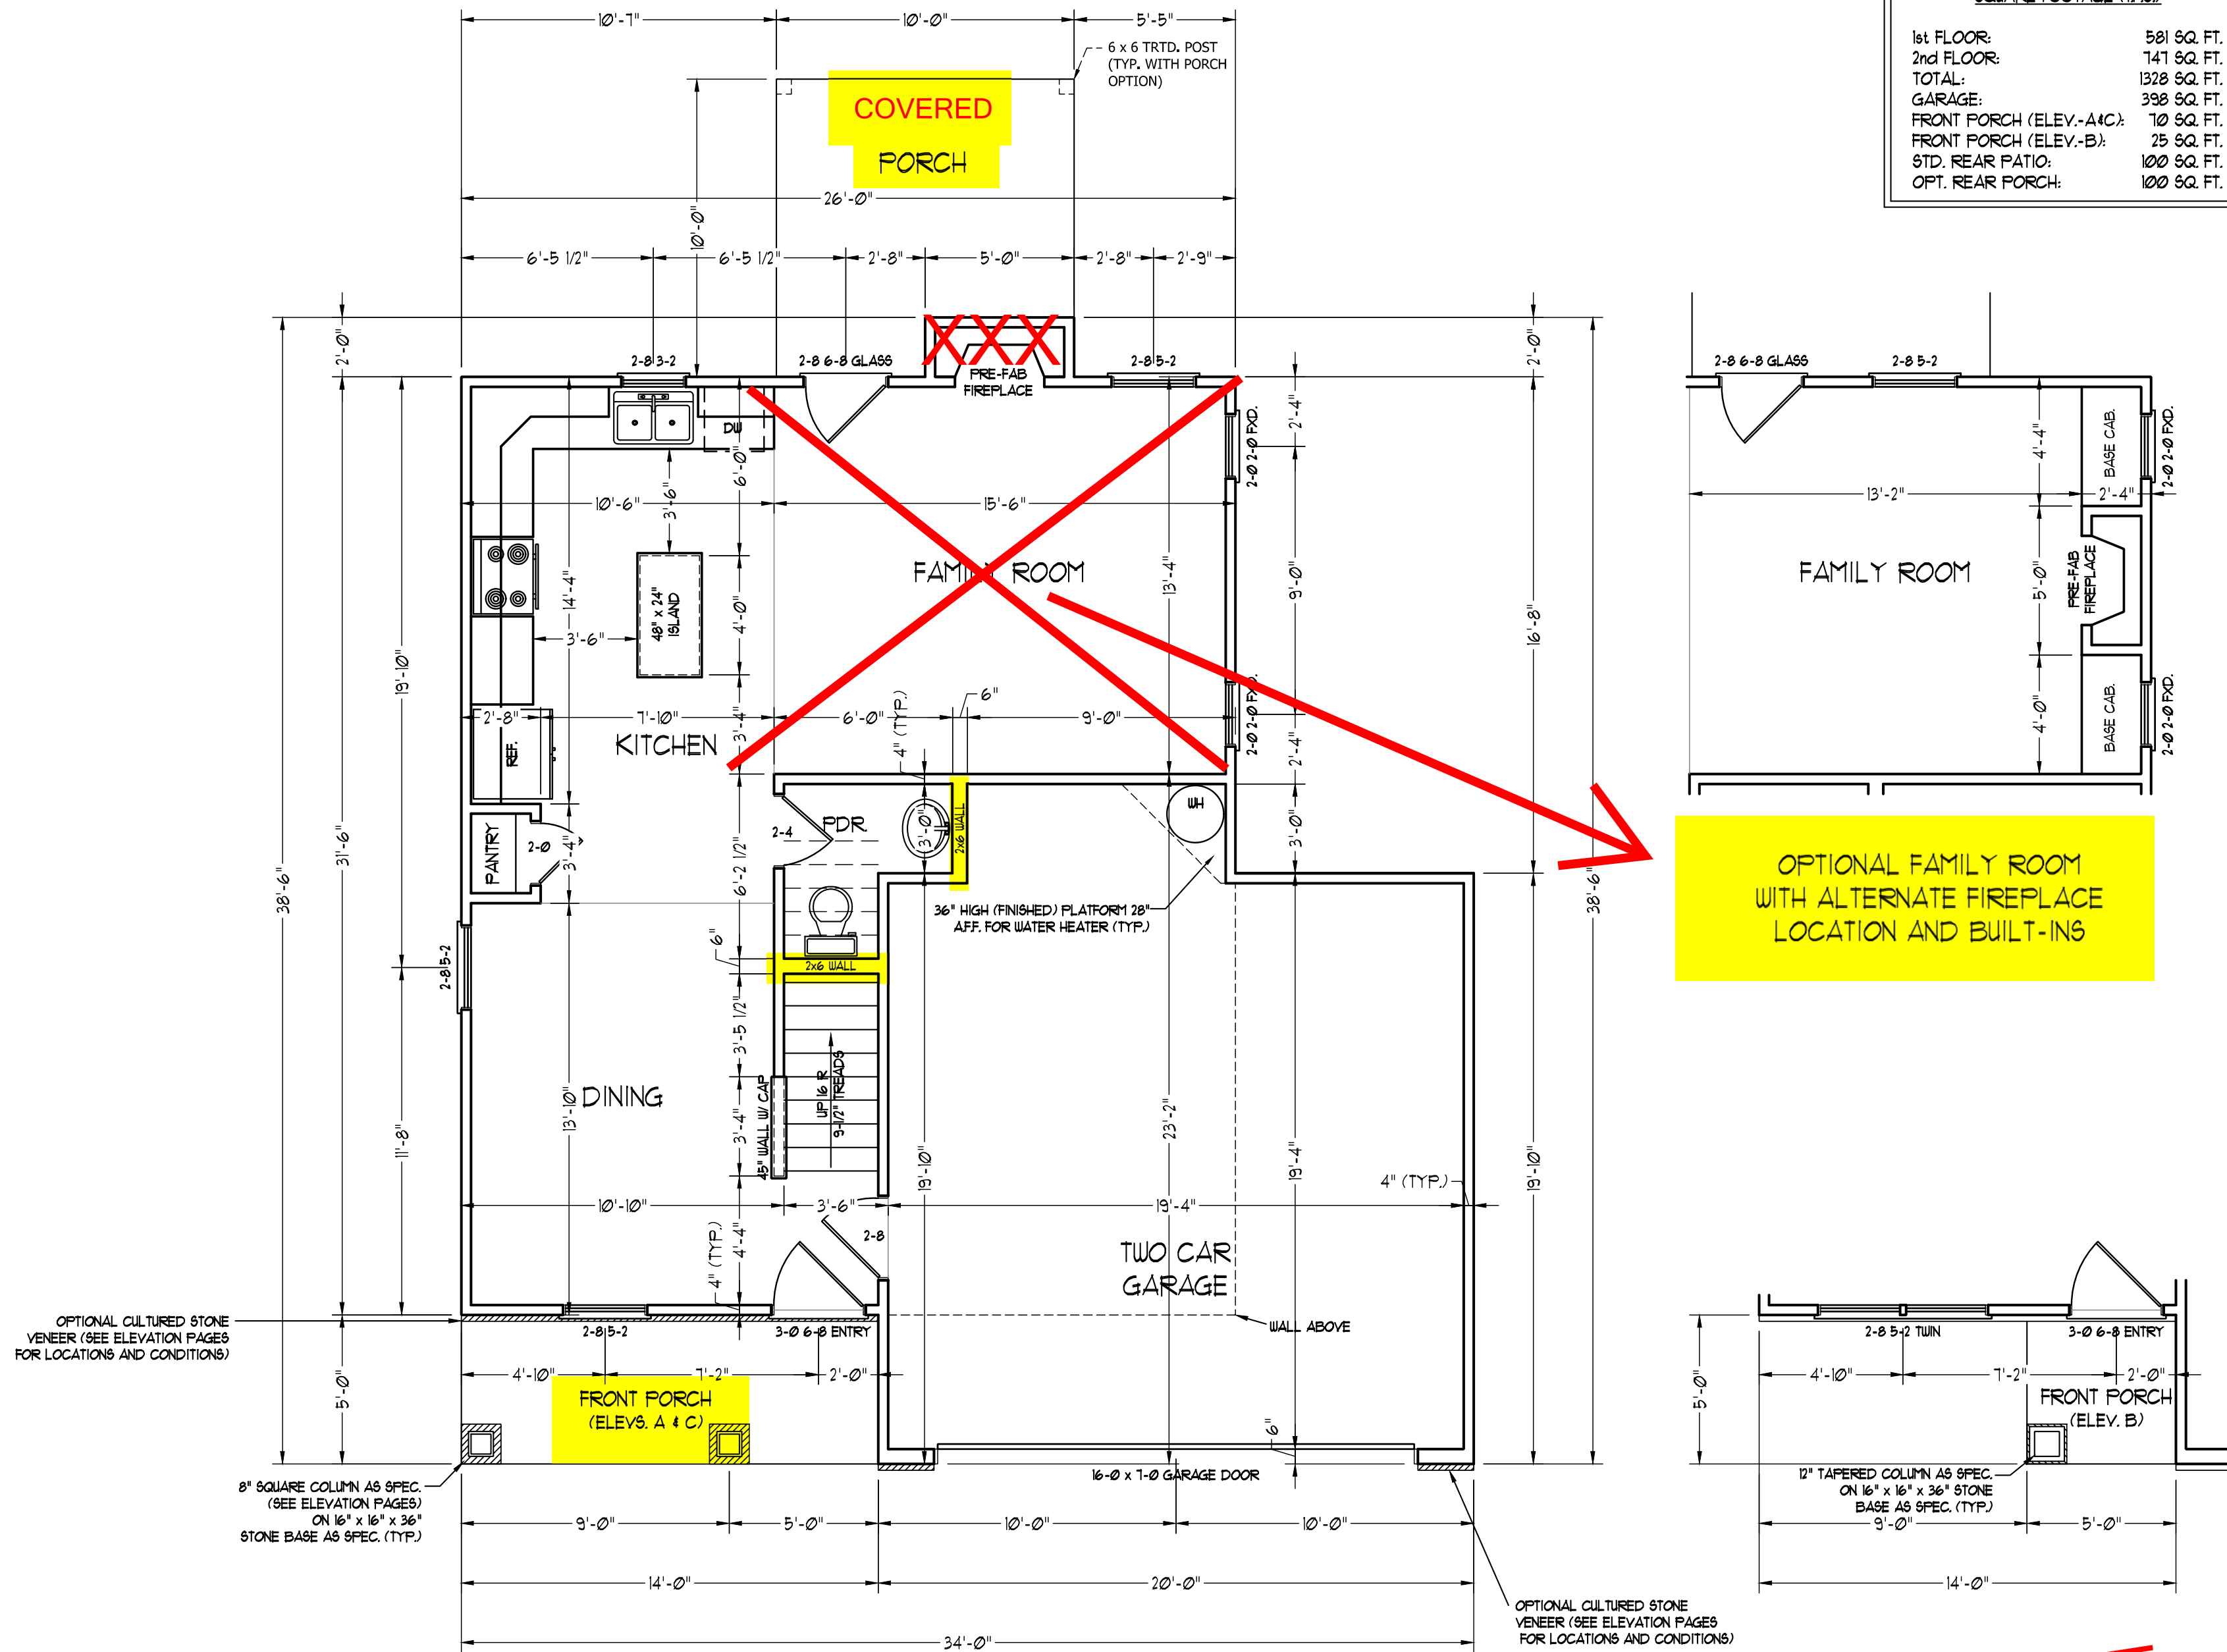 10'-7"
10'-0"
5'-5"
6 x 6 TRTD. POST
(TYP. WITH PORCH
OPTION)
1st FLOOR: 581 SQ. FT.
2nd FLOOR: 747 SQ. FT.
TOTAL: 1328 SQ. FT.
GARAGE: 398 SQ. FT.
FRONT PORCH (ELEV.-A&C): 70 SQ. FT.
FRONT PORCH (ELEV.-B): 25 SQ. FT.
STD. REAR PATIO: 100 SQ. FT.
OPT. REAR PORCH: 100 SQ. FT.
COVERED
PORCH
10'-0"
26'-0"
6'-5 1/2"
6'-5 1/2"
2'-8"
5'-0"
2'-8"
2'-9"
2'-0"
2'-0"
2-8 3-2
2-8 6-8 GLASS
PRE-FAB
FIREPLACE
2-8 5-2
DW
6'-0"
3'-6"
10'-6"
15'-6"
2'-4"
2-0 2-0 FXD.
14'-4"
48" x 24"
ISLAND
4'-0"
3'-6"
FAMILY ROOM
13'-4"
9'-0"
16'-8"
19'-10"
31'-6"
38'-6"
2'-8"
7'-10"
3'-4"
6'-0"
4" (TYP.)
6"
9'-0"
2-0 2-0 FXD.
2'-4"
REF.
KITCHEN
38'-6"
PANTRY
2-0
3'-4"
2-4
PDR.
3'-0"
2x6 WALL
WH
3'-0"
6'-2 1/2"
36" HIGH (FINISHED) PLATFORM 28"
A.F.F. FOR WATER HEATER (TYP.)
2-8 5-2
6"
2x6 WALL
3'-5 1/2"
11'-8"
DINING
13'-10"
45" WALL W/ CAP
3'-4"
UP 16 R
9-1/2" TREADS
19'-10"
23'-2"
19'-4"
19'-10"
10'-10"
3'-6"
19'-4"
4" (TYP.)
4" (TYP.)
4'-4"
2-8
TWO CAR
GARAGE
OPTIONAL CULTURED STONE
VENEER (SEE ELEVATION PAGES
FOR LOCATIONS AND CONDITIONS)
2-8 5-2
3-0 6-8 ENTRY
WALL ABOVE
5'-0"
4'-10"
7'-2"
2'-0"
FRONT PORCH
(ELEVS. A & C)
6"
8" SQUARE COLUMN AS SPEC.
(SEE ELEVATION PAGES)
ON 16" x 16" x 36"
STONE BASE AS SPEC. (TYP.)
16-0 x 7-0 GARAGE DOOR
9'-0"
5'-0"
10'-0"
10'-0"
14'-0"
20'-0"
34'-0"
OPTIONAL CULTURED STONE
VENEER (SEE ELEVATION PAGES
FOR LOCATIONS AND CONDITIONS)
2-8 6-8 GLASS
2-8 5-2
BASE CAB.
2-0 2-0 FXD.
4'-4"
13'-2"
2'-4"
FAMILY ROOM
5'-0"
PRE-FAB
FIREPLACE
4'-0"
BASE CAB.
2-0 2-0 FXD.
OPTIONAL FAMILY ROOM
WITH ALTERNATE FIREPLACE
LOCATION AND BUILT-INS
2-8 5-2 TWIN
3-0 6-8 ENTRY
5'-0"
4'-10"
7'-2"
2'-0"
FRONT PORCH
(ELEV. B)
12" TAPERED COLUMN AS SPEC.
ON 16" x 16" x 36" STONE
BASE AS SPEC. (TYP.)
9'-0"
5'-0"
14'-0"